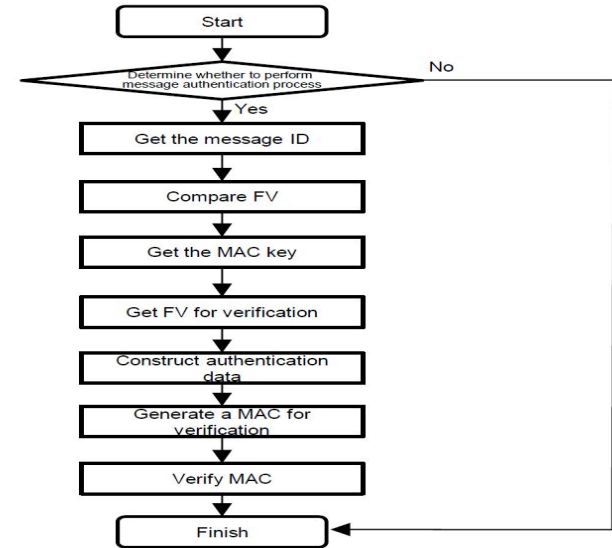 Start
Determine whether to perform
message authentication process
No
Yes
Get the message ID
Compare FV
Get the MAC key
Get FV for verification
Construct authentication
data
Generate a MAC for
verification
Verify MAC
Finish